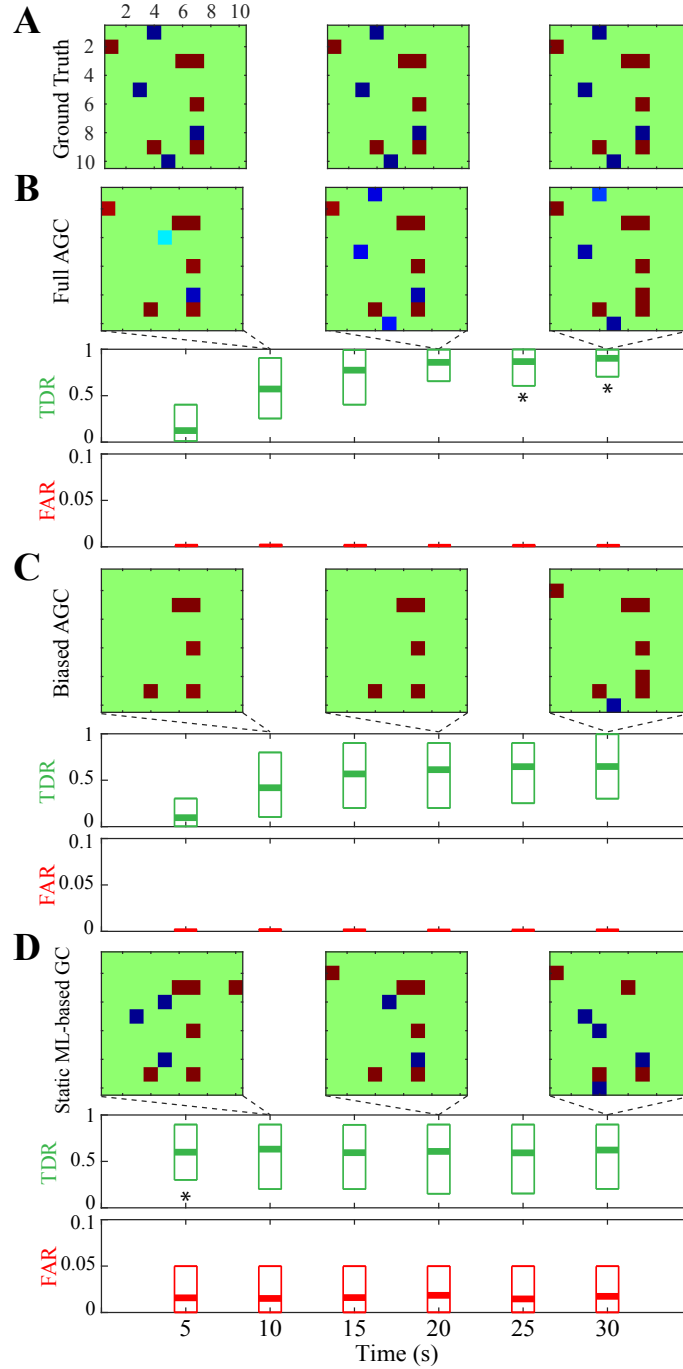 A
2 4 6 8 10
2
4
6
8
10
Ground Truth
B
Full AGC
1
0.5
0
TDR
*
*
0.1
0.05
0
FAR
C
Biased AGC
1
0.5
0
TDR
0.1
0.05
0
FAR
D
Static ML-based GC
1
0.5
0
TDR
*
0.1
0.05
0
FAR
5 10 15 20 25 30
Time (s)